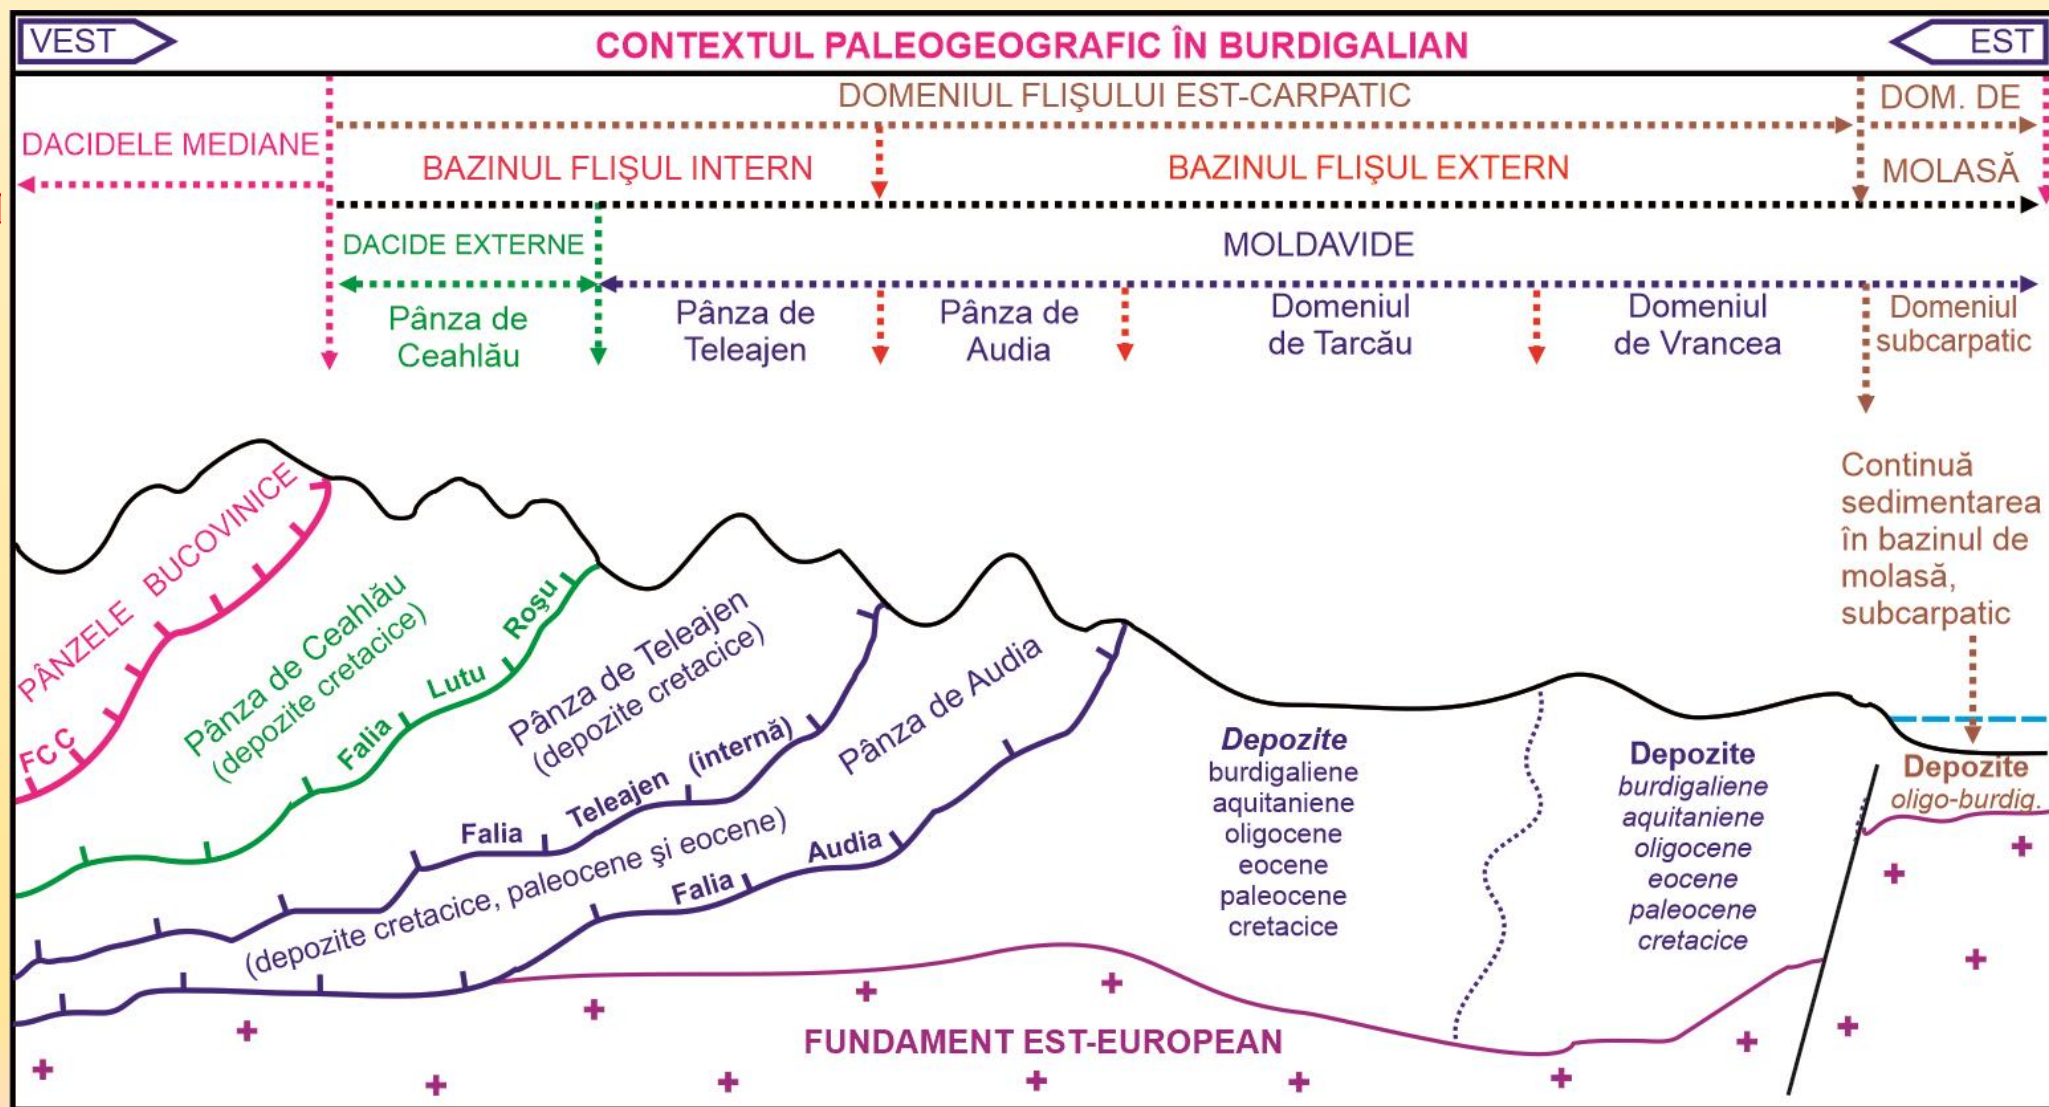 VEST
CONTEXTUL PALEOGEOGRAFIC ÎN BURDIGALIAN
EST
DOMENIUL FLIŞULUI EST-CARPATIC
DOM. DE
MOLASĂ
DACIDELE MEDIANE
BAZINUL FLIŞUL INTERN
BAZINUL FLIŞUL EXTERN
DACIDE EXTERNE
MOLDAVIDE
Pânza de
Ceahlău
Pânza de
Teleajen
Pânza de
Audia
Domeniul
de Tarcău
Domeniul
de Vrancea
Domeniul
subcarpatic
Continuă
sedimentarea
în bazinul de
molasă,
subcarpatic
PÂNZELE BUCOVINICE
FCC
Pânza de Ceahlău
(depozite cretacice)
Falia Lutu Roşu
Pânza de Teleajen
(depozite cretacice)
Falia Teleajen (internă)
Pânza de Audia
(depozite cretacice, paleocene şi eocene)
Falia Audia
Depozite
burdigaliene
aquitaniene
oligocene
eocene
paleocene
cretacice
Depozite
burdigaliene
aquitaniene
oligocene
eocene
paleocene
cretacice
Depozite
oligo-burdig.
FUNDAMENT EST-EUROPEAN